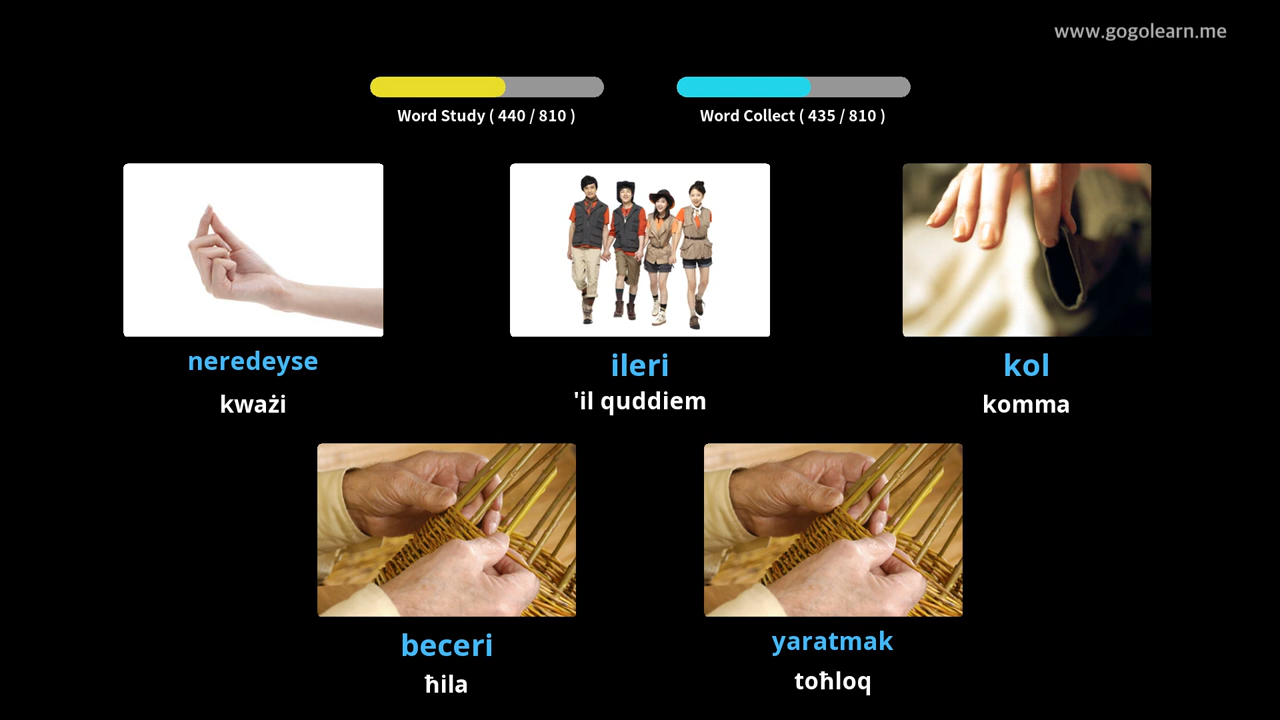 www.gogolearn.me
Word Study ( 440 / 810 )
Word Collect ( 435 / 810 )
neredeyse
kważi
ileri
'il quddiem
kol
komma
beceri
ħila
yaratmak
toħloq